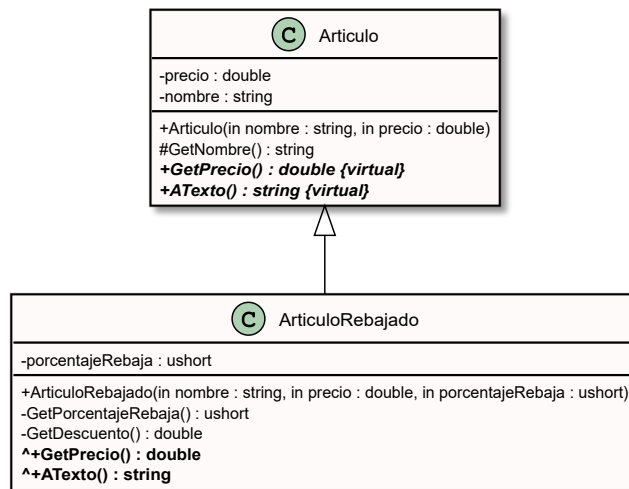 C Articulo
-precio : double
-nombre : string
+Articulo(in nombre : string, in precio : double)
#GetNombre() : string
+GetPrecio() : double {virtual}
+ATexto() : string {virtual}
C ArticuloRebajado
-porcentajeRebaja : ushort
+ArticuloRebajado(in nombre : string, in precio : double, in porcentajeRebaja : ushort)
-GetPorcentajeRebaja() : ushort
-GetDescuento() : double
^+GetPrecio() : double
^+ATexto() : string